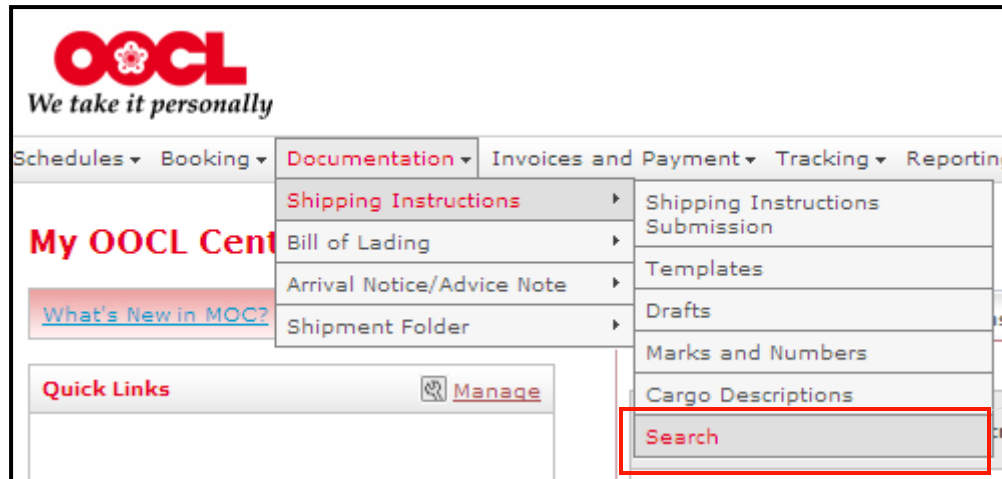 OOCL
We take it personally
Schedules Booking Documentation Invoices and Payment Tracking
Shipping Instructions
Bill of Lading
Arrival Notice/Advice Note
Shipment Folder
Shipping Instructions
Submission
Templates
Drafts
Marks and Numbers
Cargo Descriptions
Search
My OOCL
What's New in MOC?
Quick Links
Manage